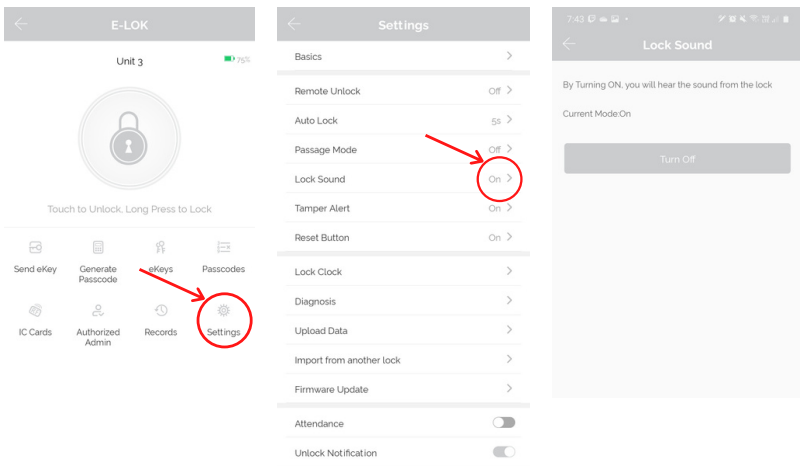 E-LOK
Unit 3
75%
Touch to Unlock, Long Press to Lock
Send eKey
Generate Passcode
eKeys
Passcodes
IC Cards
Authorized Admin
Records
Settings
Settings
Basics
Remote Unlock Off
Auto Lock 5s
Passage Mode Off
Lock Sound On
Tamper Alert On
Reset Button On
Lock Clock
Diagnosis
Upload Data
Import from another lock
Firmware Update
Attendance
Unlock Notification
7:43
Lock Sound
By Turning ON, you will hear the sound from the lock
Current Mode:On
Turn Off